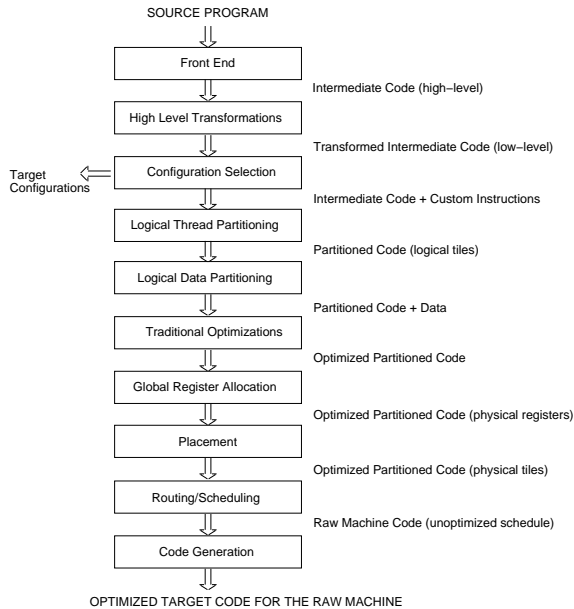 SOURCE PROGRAM
Front End
Intermediate Code (high−level)
High Level Transformations
Transformed Intermediate Code (low−level)
Target
Configurations
Configuration Selection
Intermediate Code + Custom Instructions
Logical Thread Partitioning
Partitioned Code (logical tiles)
Logical Data Partitioning
Partitioned Code + Data
Traditional Optimizations
Optimized Partitioned Code
Global Register Allocation
Optimized Partitioned Code (physical registers)
Placement
Optimized Partitioned Code (physical tiles)
Routing/Scheduling
Raw Machine Code (unoptimized schedule)
Code Generation
OPTIMIZED TARGET CODE FOR THE RAW MACHINE